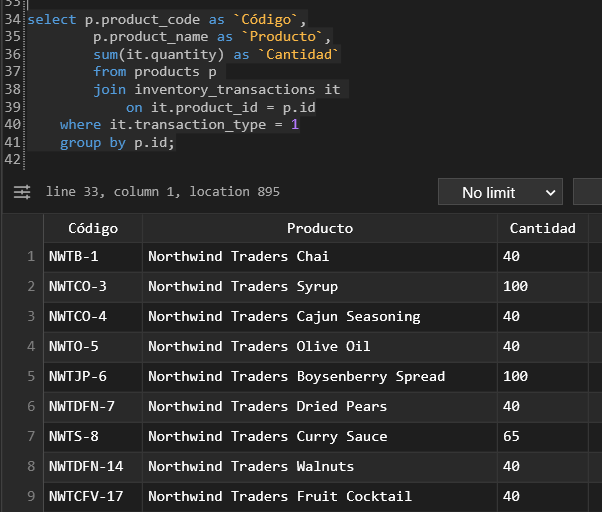 33
34 select p.product_code as `Código`,
35 p.product_name as `Producto`,
36 sum(it.quantity) as `Cantidad`
37 from products p
38 join inventory_transactions it
39 on it.product_id = p.id
40 where it.transaction_type = 1
41 group by p.id;
42
line 33, column 1, location 895 No limit
Código Producto Cantidad
1 NWTB-1 Northwind Traders Chai 40
2 NWTCO-3 Northwind Traders Syrup 100
3 NWTCO-4 Northwind Traders Cajun Seasoning 40
4 NWTO-5 Northwind Traders Olive Oil 40
5 NWTJP-6 Northwind Traders Boysenberry Spread 100
6 NWTDFN-7 Northwind Traders Dried Pears 40
7 NWTS-8 Northwind Traders Curry Sauce 65
8 NWTDFN-14 Northwind Traders Walnuts 40
9 NWTCFV-17 Northwind Traders Fruit Cocktail 40